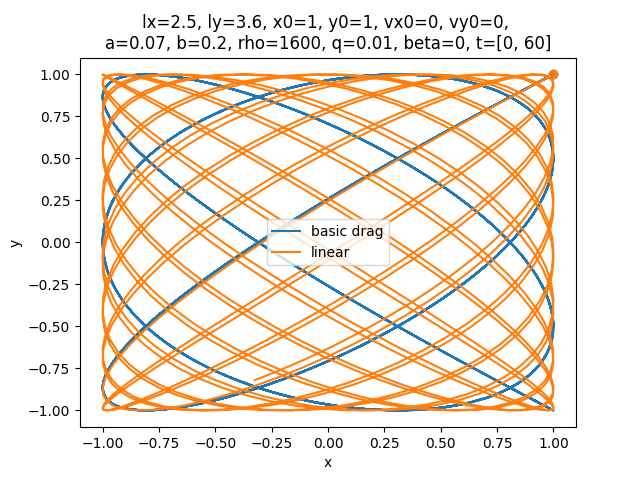 lx=2.5, ly=3.6, x0=1, y0=1, vx0=0, vy0=0,
a=0.07, b=0.2, rho=1600, q=0.01, beta=0, t=[0, 60]
1.00
0.75
0.50
0.25
0.00
−0.25
−0.50
−0.75
−1.00
y
basic drag
linear
−1.00 −0.75 −0.50 −0.25 0.00 0.25 0.50 0.75 1.00
x